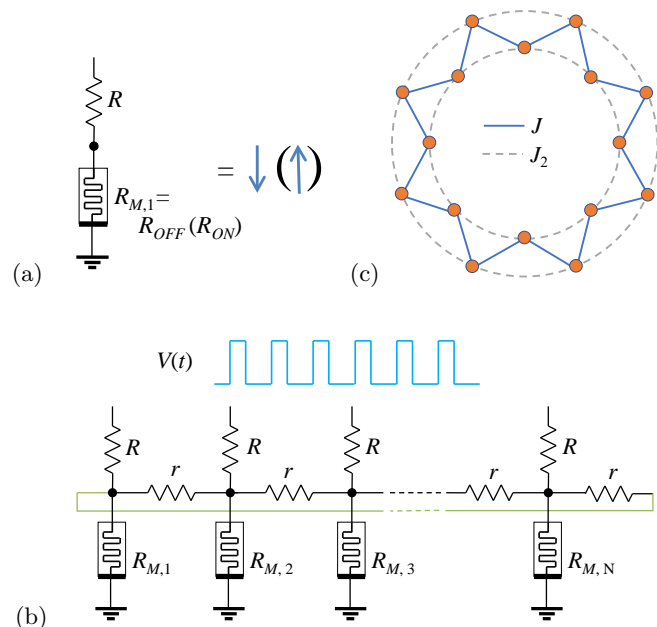 R
R_{M,1}=
R_{OFF}(R_{ON})
= ( )
(a)
J
J_2
(c)
V(t)
R R R R
r r r r
R_{M,1} R_{M,2} R_{M,3} R_{M,N}
(b)